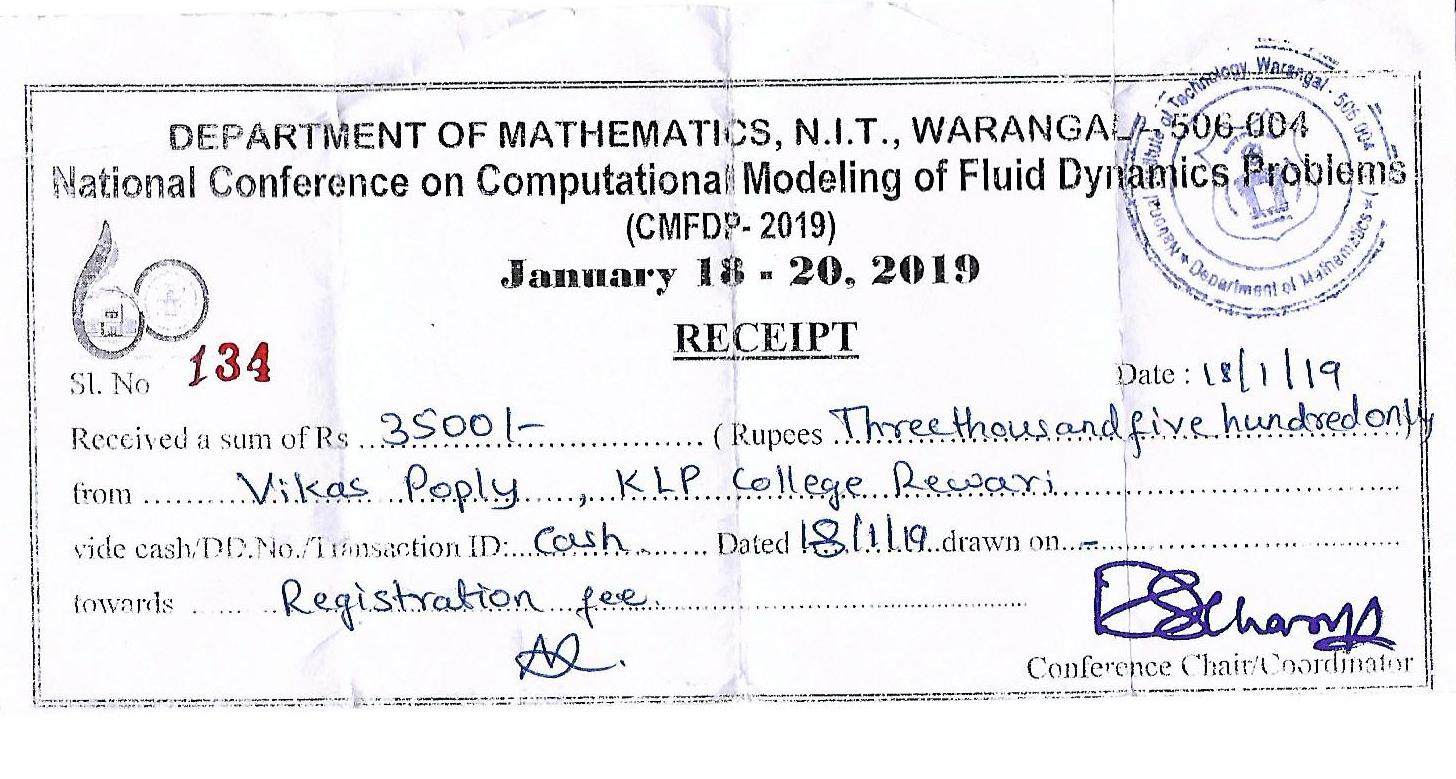 DEPARTMENT OF MATHEMATICS, N.I.T., WARANGAL - 506 004
National Conference on Computational Modeling of Fluid Dynamics Problems
(CMFDP- 2019)
January 18 - 20, 2019
RECEIPT
National Institute of Technology, Warangal - 506 004
Department of Mathematics
60
Sl. No 134
Date : 18/1/19
Received a sum of Rs ...3500/-... ( Rupees Three thousand five hundred only)
from ...Vikas Poply..., KLP College Rewari...
vide cash/DD.No./Transaction ID:...Cash...... Dated 18/1/19..drawn on...-...
towards ...... Registration fee...
Conference Chair/Coordinator